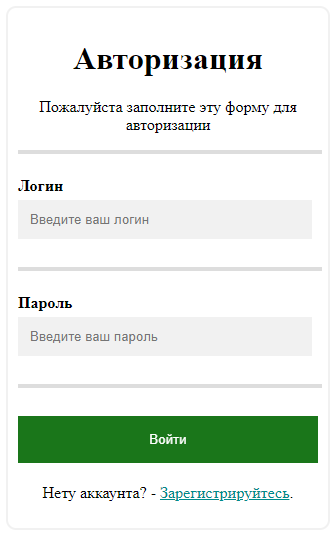 Авторизация
Пожалуйста заполните эту форму для
авторизации
Логин
Введите ваш логин
Пароль
Введите ваш пароль
Войти
Нету аккаунта? - Зарегистрируйтесь.